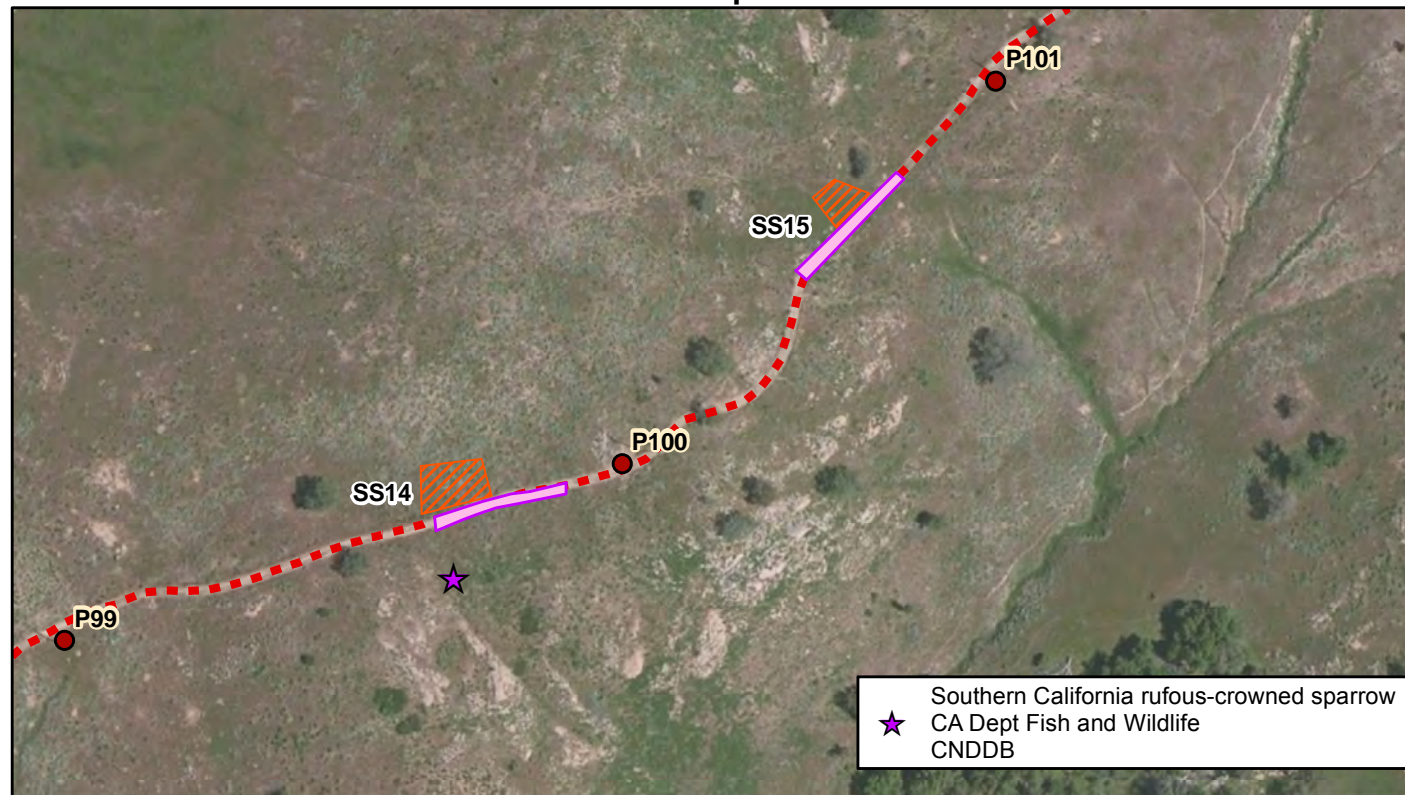 P101
SS15
P100
SS14
P99
Southern California rufous-crowned sparrow
CA Dept Fish and Wildlife
CNDDB